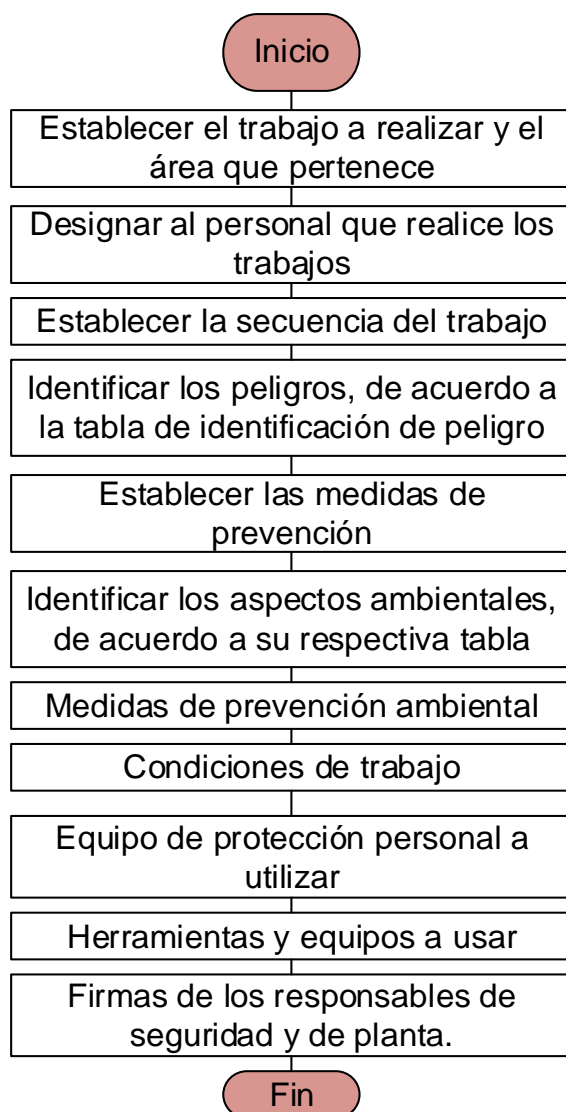 Inicio
Establecer el trabajo a realizar y el
área que pertenece
Designar al personal que realice los
trabajos
Establecer la secuencia del trabajo
Identificar los peligros, de acuerdo a
la tabla de identificación de peligro
Establecer las medidas de
prevención
Identificar los aspectos ambientales,
de acuerdo a su respectiva tabla
Medidas de prevención ambiental
Condiciones de trabajo
Equipo de protección personal a
utilizar
Herramientas y equipos a usar
Firmas de los responsables de
seguridad y de planta.
Fin